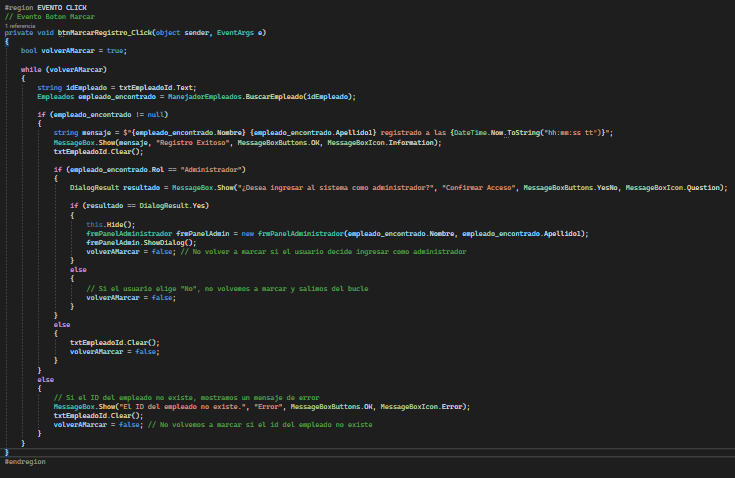 #region EVENTO CLICK
// Evento Boton Marcar
1 referencia
private void btnMarcarRegistro_Click(object sender, EventArgs e)
{
bool volverAMarcar = true;
while (volverAMarcar)
{
string idEmpleado = txtEmpleadoId.Text;
Empleados empleado_encontrado = ManejadorEmpleados.BuscarEmpleado(idEmpleado);
if (empleado_encontrado != null)
{
string mensaje = $"{empleado_encontrado.Nombre} {empleado_encontrado.Apellido1} registrado a las {DateTime.Now.ToString("hh:mm:ss tt")}";
MessageBox.Show(mensaje, "Registro Exitoso", MessageBoxButtons.OK, MessageBoxIcon.Information);
txtEmpleadoId.Clear();
if (empleado_encontrado.Rol == "Administrador")
{
DialogResult resultado = MessageBox.Show("¿Desea ingresar al sistema como administrador?", "Confirmar Acceso", MessageBoxButtons.YesNo, MessageBoxIcon.Question);
if (resultado == DialogResult.Yes)
{
this.Hide();
frmPanelAdministrador frmPanelAdmin = new frmPanelAdministrador(empleado_encontrado.Nombre, empleado_encontrado.Apellido1);
frmPanelAdmin.ShowDialog();
volverAMarcar = false; // No volver a marcar si el usuario decide ingresar como administrador
}
else
{
// Si el usuario elige "No", no volvemos a marcar y salimos del bucle
volverAMarcar = false;
}
}
else
{
txtEmpleadoId.Clear();
volverAMarcar = false;
}
}
else
{
// Si el ID del empleado no existe, mostramos un mensaje de error
MessageBox.Show("El ID del empleado no existe.", "Error", MessageBoxButtons.OK, MessageBoxIcon.Error);
txtEmpleadoId.Clear();
volverAMarcar = false; // No volvemos a marcar si el id del empleado no existe
}
}
}
#endregion